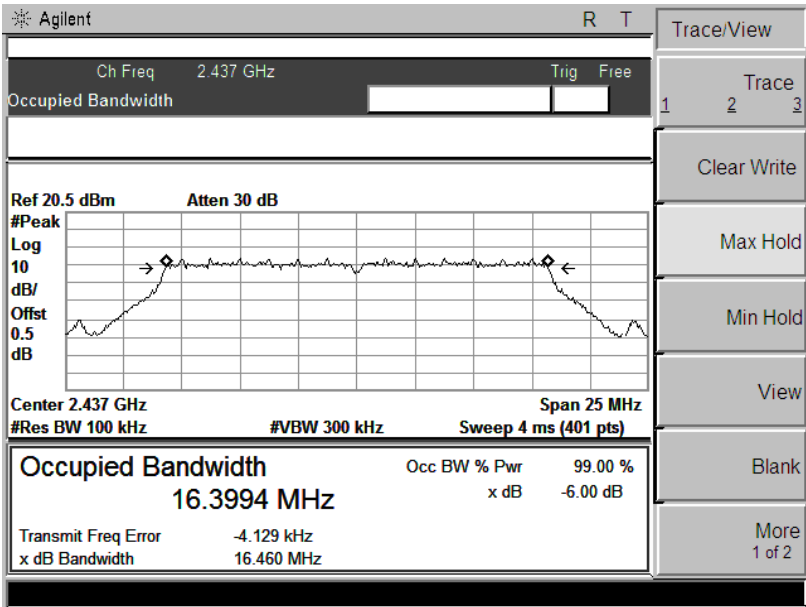 Agilent R T
Trace/View
Ch Freq 2.437 GHz Trig Free
Occupied Bandwidth
Trace
1 2 3
Clear Write
Max Hold
Min Hold
View
Blank
More
1 of 2
Ref 20.5 dBm Atten 30 dB
#Peak
Log
10
dB/
Offst
0.5
dB
Center 2.437 GHz Span 25 MHz
#Res BW 100 kHz #VBW 300 kHz Sweep 4 ms (401 pts)
Occupied Bandwidth Occ BW % Pwr 99.00 %
16.3994 MHz x dB -6.00 dB
Transmit Freq Error -4.129 kHz
x dB Bandwidth 16.460 MHz